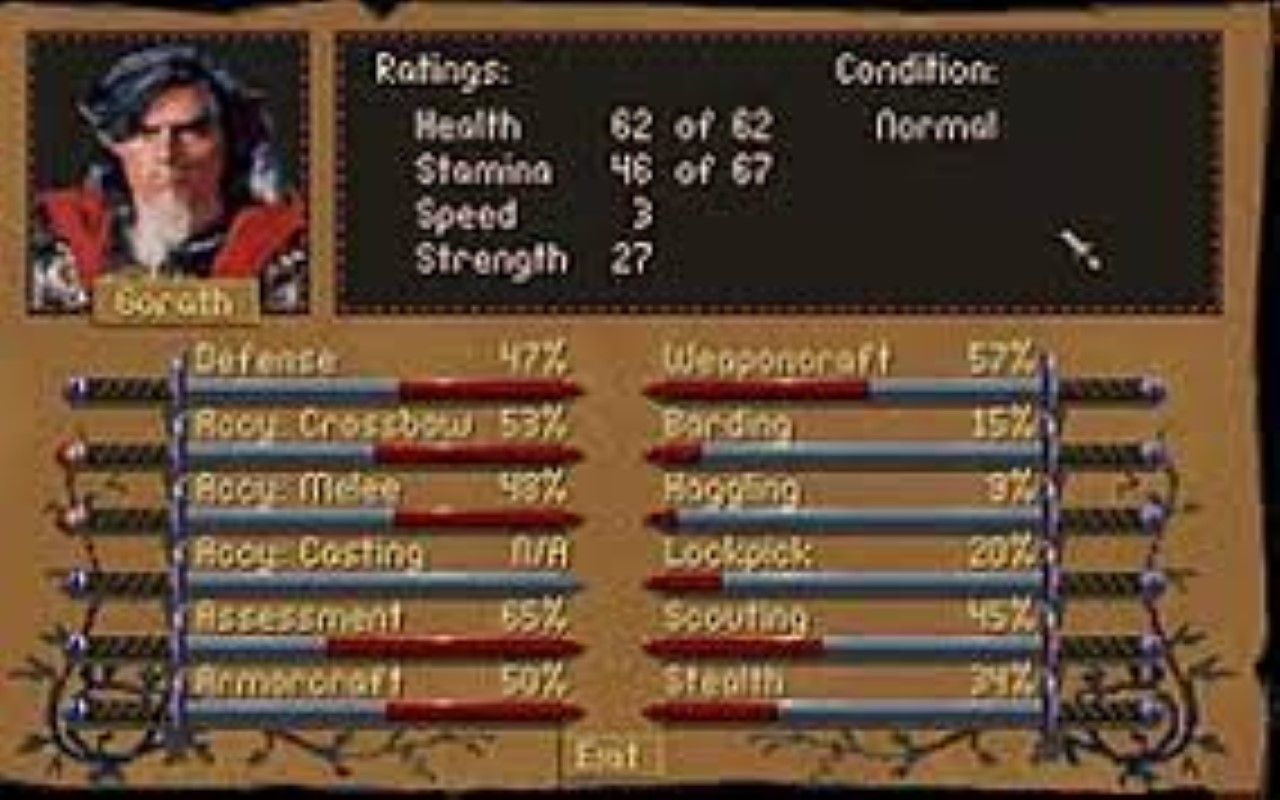 Ratings: Condition:
Health 62 of 62 Normal
Stamina 46 of 67
Speed 3
Strength 27
Gorath
Defense 47% Weaponcraft 57%
Accy: Crossbow 53% Barding 15%
Accy: Melee 48% Haggling 9%
Accy: Casting N/A Lockpick 20%
Assessment 65% Scouting 45%
Armorcraft 50% Stealth 34%
Exit